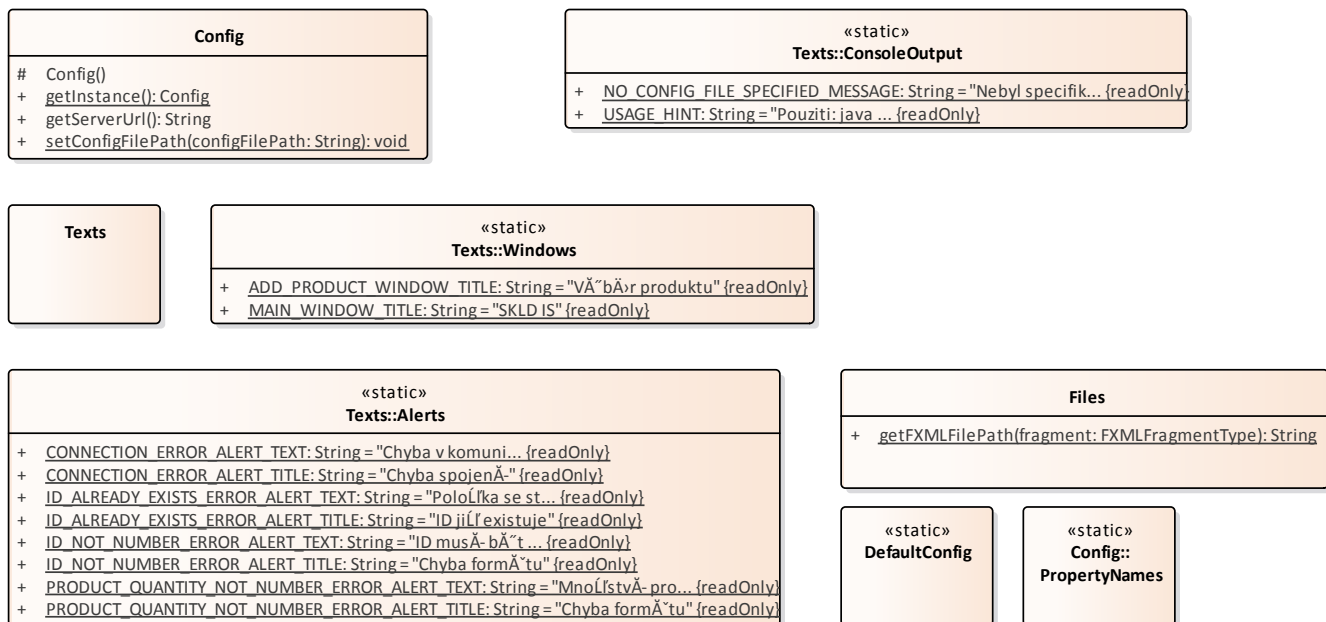 Config
# Config()
+ getInstance(): Config
+ getServerUrl(): String
+ setConfigFilePath(configFilePath: String): void
«static»
Texts::ConsoleOutput
+ NO_CONFIG_FILE_SPECIFIED_MESSAGE: String = "Nebyl specifik... {readOnly}
+ USAGE_HINT: String = "Pouziti: java ... {readOnly}
Texts
«static»
Texts::Windows
+ ADD_PRODUCT_WINDOW_TITLE: String = "VĂ˝bÄ›r produktu" {readOnly}
+ MAIN_WINDOW_TITLE: String = "SKLD IS" {readOnly}
«static»
Texts::Alerts
+ CONNECTION_ERROR_ALERT_TEXT: String = "Chyba v komuni... {readOnly}
+ CONNECTION_ERROR_ALERT_TITLE: String = "Chyba spojenĂ-" {readOnly}
+ ID_ALREADY_EXISTS_ERROR_ALERT_TEXT: String = "PoloĹľka se st... {readOnly}
+ ID_ALREADY_EXISTS_ERROR_ALERT_TITLE: String = "ID jiĹľ existuje" {readOnly}
+ ID_NOT_NUMBER_ERROR_ALERT_TEXT: String = "ID musĂ- bĂ˝t ... {readOnly}
+ ID_NOT_NUMBER_ERROR_ALERT_TITLE: String = "Chyba formĂˇtu" {readOnly}
+ PRODUCT_QUANTITY_NOT_NUMBER_ERROR_ALERT_TEXT: String = "MnoĹľstvĂ- pro... {readOnly}
+ PRODUCT_QUANTITY_NOT_NUMBER_ERROR_ALERT_TITLE: String = "Chyba formĂˇtu" {readOnly}
Files
+ getFXMLFilePath(fragment: FXMLFragmentType): String
«static»
DefaultConfig
«static»
Config::
PropertyNames